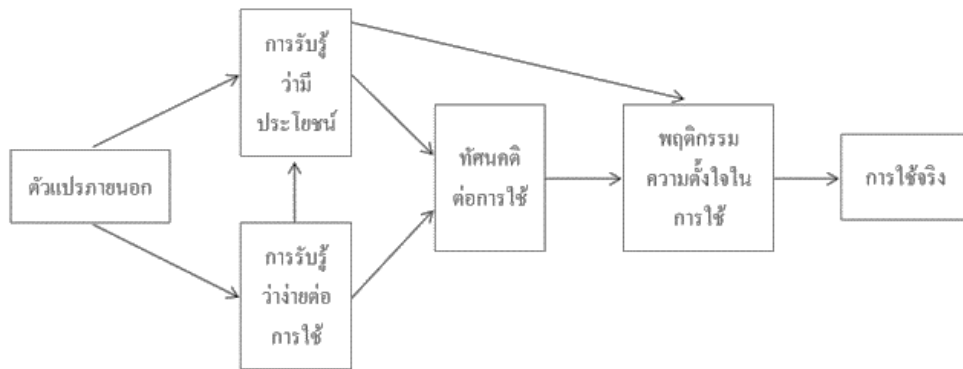 ตัวแปรภายนอก
การรับรู้
ว่ามี
ประโยชน์
การรับรู้
ว่าง่ายต่อ
การใช้
ทัศนคติ
ต่อการใช้
พฤติกรรม
ความตั้งใจใน
การใช้
การใช้จริง